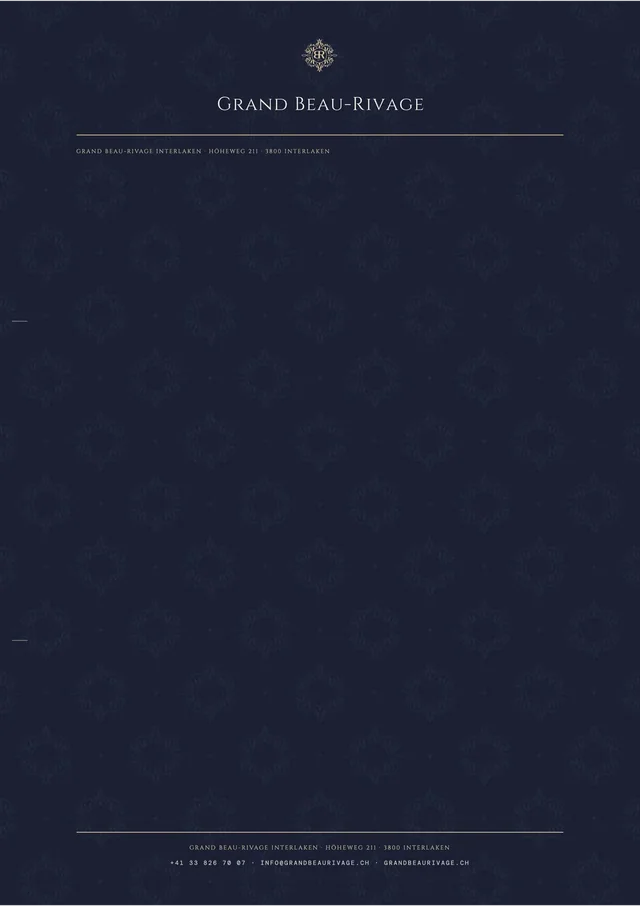 BR
GRAND BEAU-RIVAGE
GRAND BEAU-RIVAGE INTERLAKEN · HÖHEWEG 211 · 3800 INTERLAKEN
GRAND BEAU-RIVAGE INTERLAKEN · HÖHEWEG 211 · 3800 INTERLAKEN
+41 33 826 70 07 · INFO@GRANDBEAURIVAGE.CH · GRANDBEAURIVAGE.CH